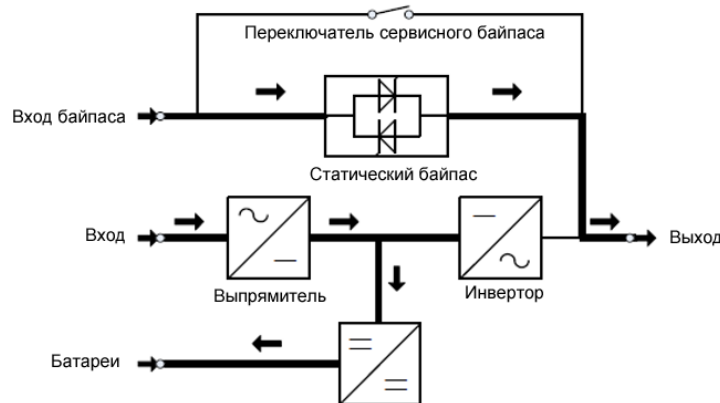 Переключатель сервисного байпаса
Вход байпаса
Статический байпас
Вход
Выход
Выпрямитель
Инвертор
Батареи